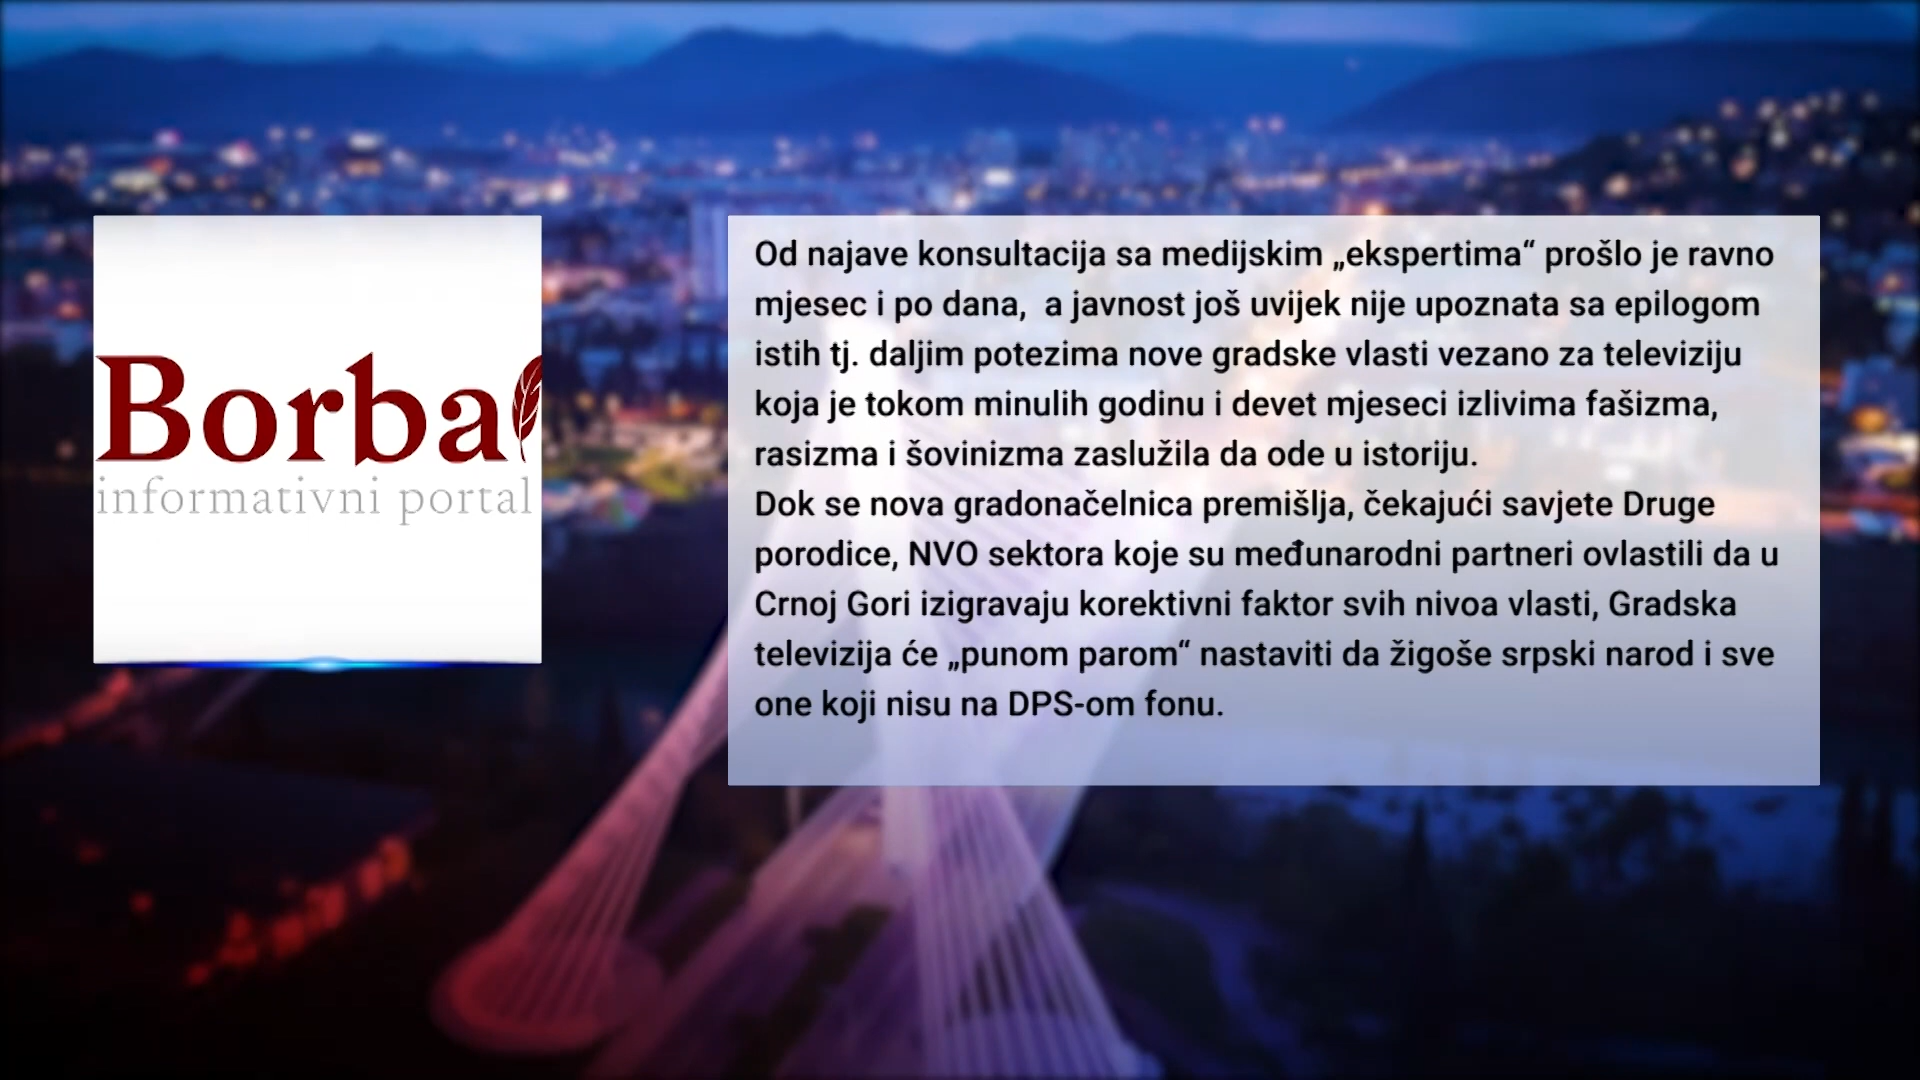 Borba
informativni portal
Od najave konsultacija sa medijskim „ekspertima“ prošlo je ravno
mjesec i po dana,  a javnost još uvijek nije upoznata sa epilogom
istih tj. daljim potezima nove gradske vlasti vezano za televiziju
koja je tokom minulih godinu i devet mjeseci izlivima fašizma,
rasizma i šovinizma zaslužila da ode u istoriju.
Dok se nova gradonačelnica premišlja, čekajući savjete Druge
porodice, NVO sektora koje su međunarodni partneri ovlastili da u
Crnoj Gori izigravaju korektivni faktor svih nivoa vlasti, Gradska
televizija će „punom parom“ nastaviti da žigoše srpski narod i sve
one koji nisu na DPS-om fonu.